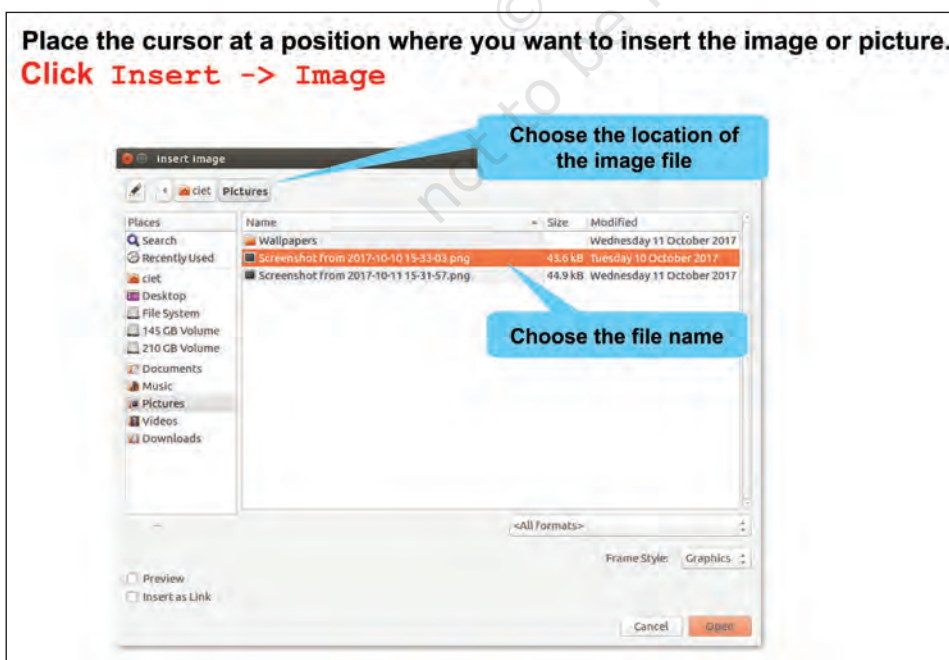 ©
not to be
Place the cursor at a position where you want to insert the image or picture.
Click Insert -> Image
Choose the location of
the image file
Insert Image
ciet Pictures
Places Name Size Modified
Search Wallpapers Wednesday 11 October 2017
Recently Used Screenshot from 2017-10-10 15-33-03.png 43.6 kB Tuesday 10 October 2017
ciet Screenshot from 2017-10-11 15-31-57.png 44.9 kB Wednesday 11 October 2017
Desktop
File System
145 GB Volume
210 GB Volume
Choose the file name
Documents
Music
Pictures
Videos
Downloads
<All formats>
Frame Style: Graphics
Preview
Insert as Link
Cancel Open